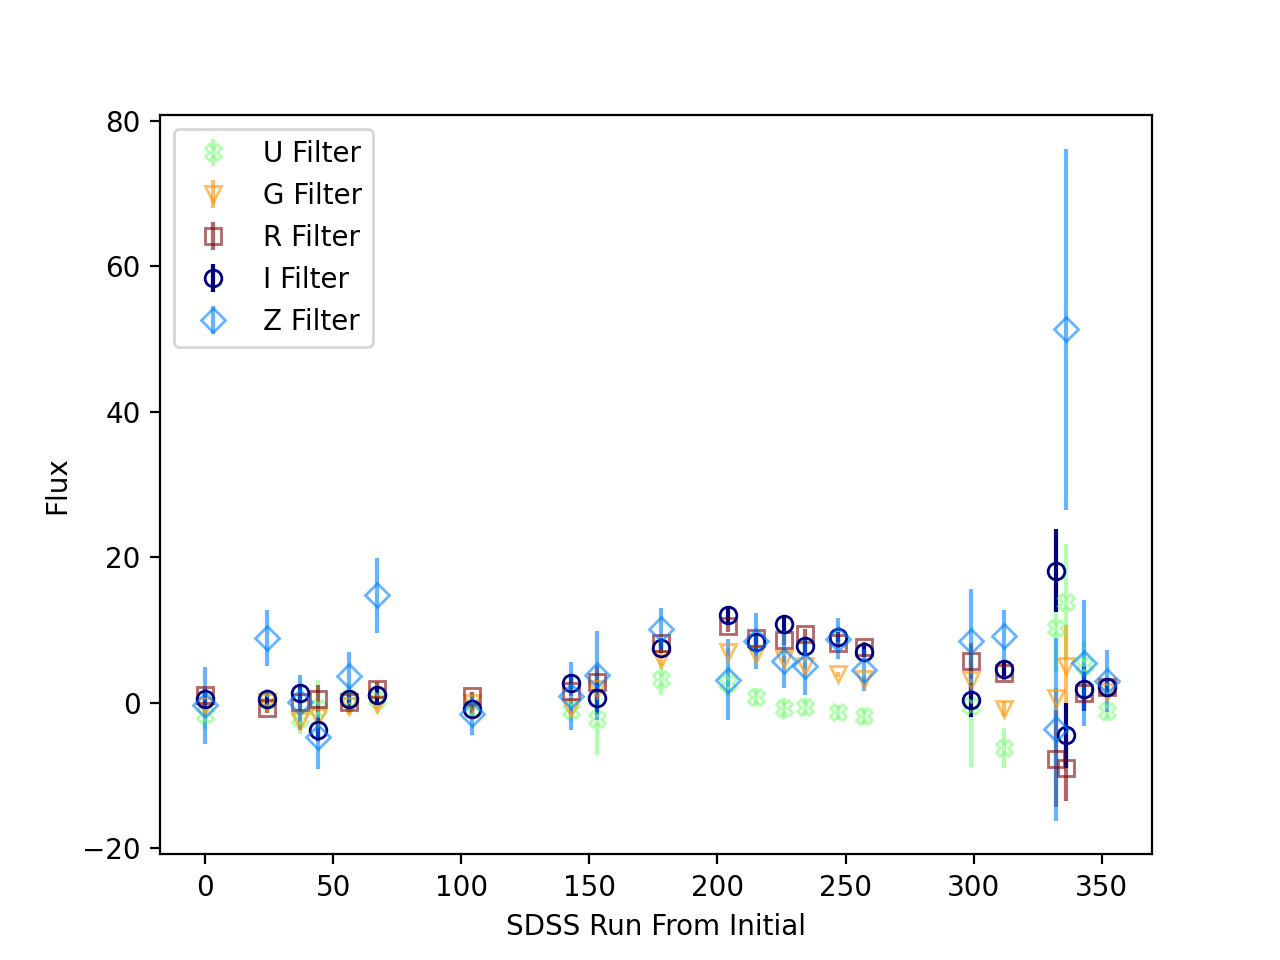 80
60
40
20
0
−20
Flux
U Filter
G Filter
R Filter
I Filter
Z Filter
0 50 100 150 200 250 300 350
SDSS Run From Initial